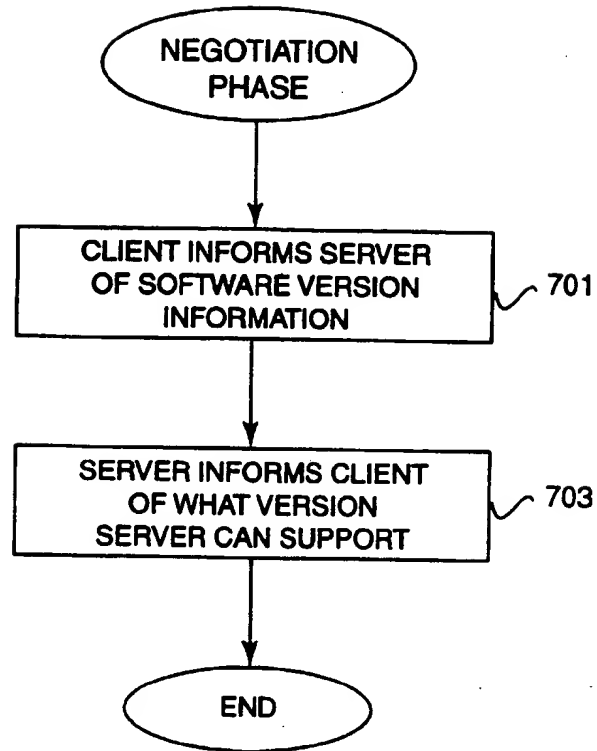 NEGOTIATION
PHASE
CLIENT INFORMS SERVER
OF SOFTWARE VERSION
INFORMATION
701
SERVER INFORMS CLIENT
OF WHAT VERSION
SERVER CAN SUPPORT
703
END